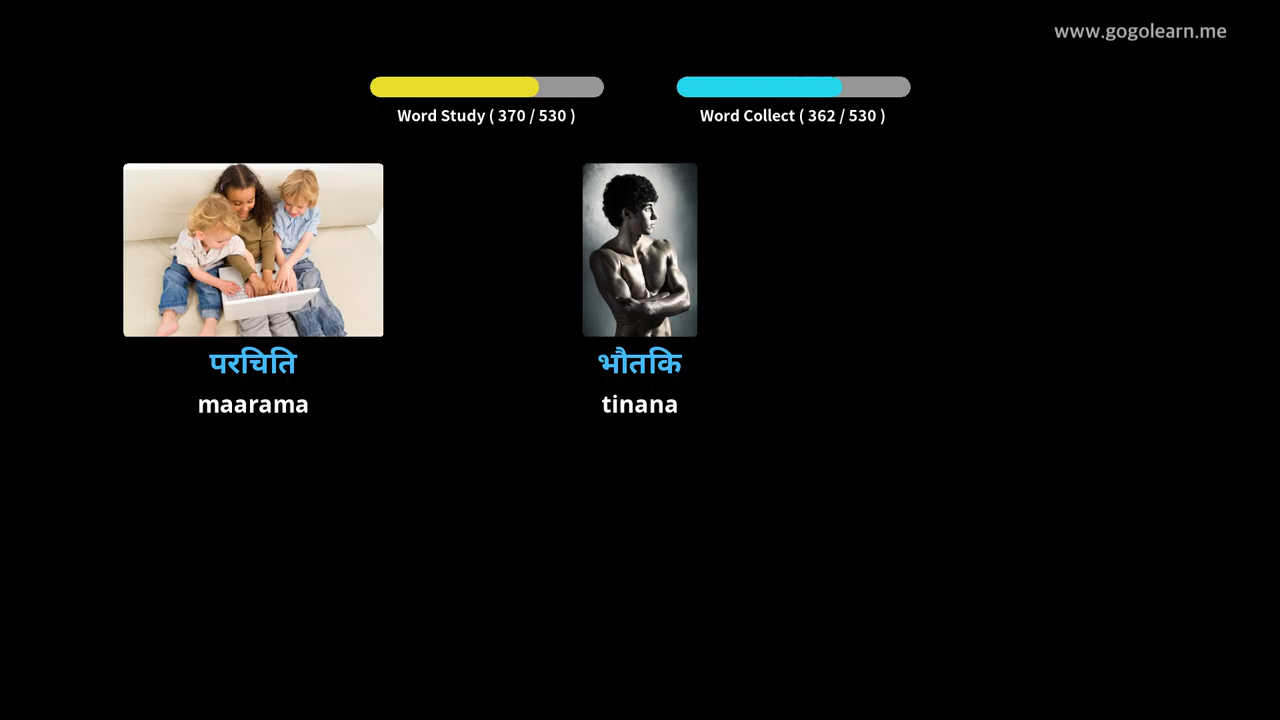 www.gogolearn.me
Word Study ( 370 / 530 )
Word Collect ( 362 / 530 )
परचिति
maarama
भौतकि
tinana